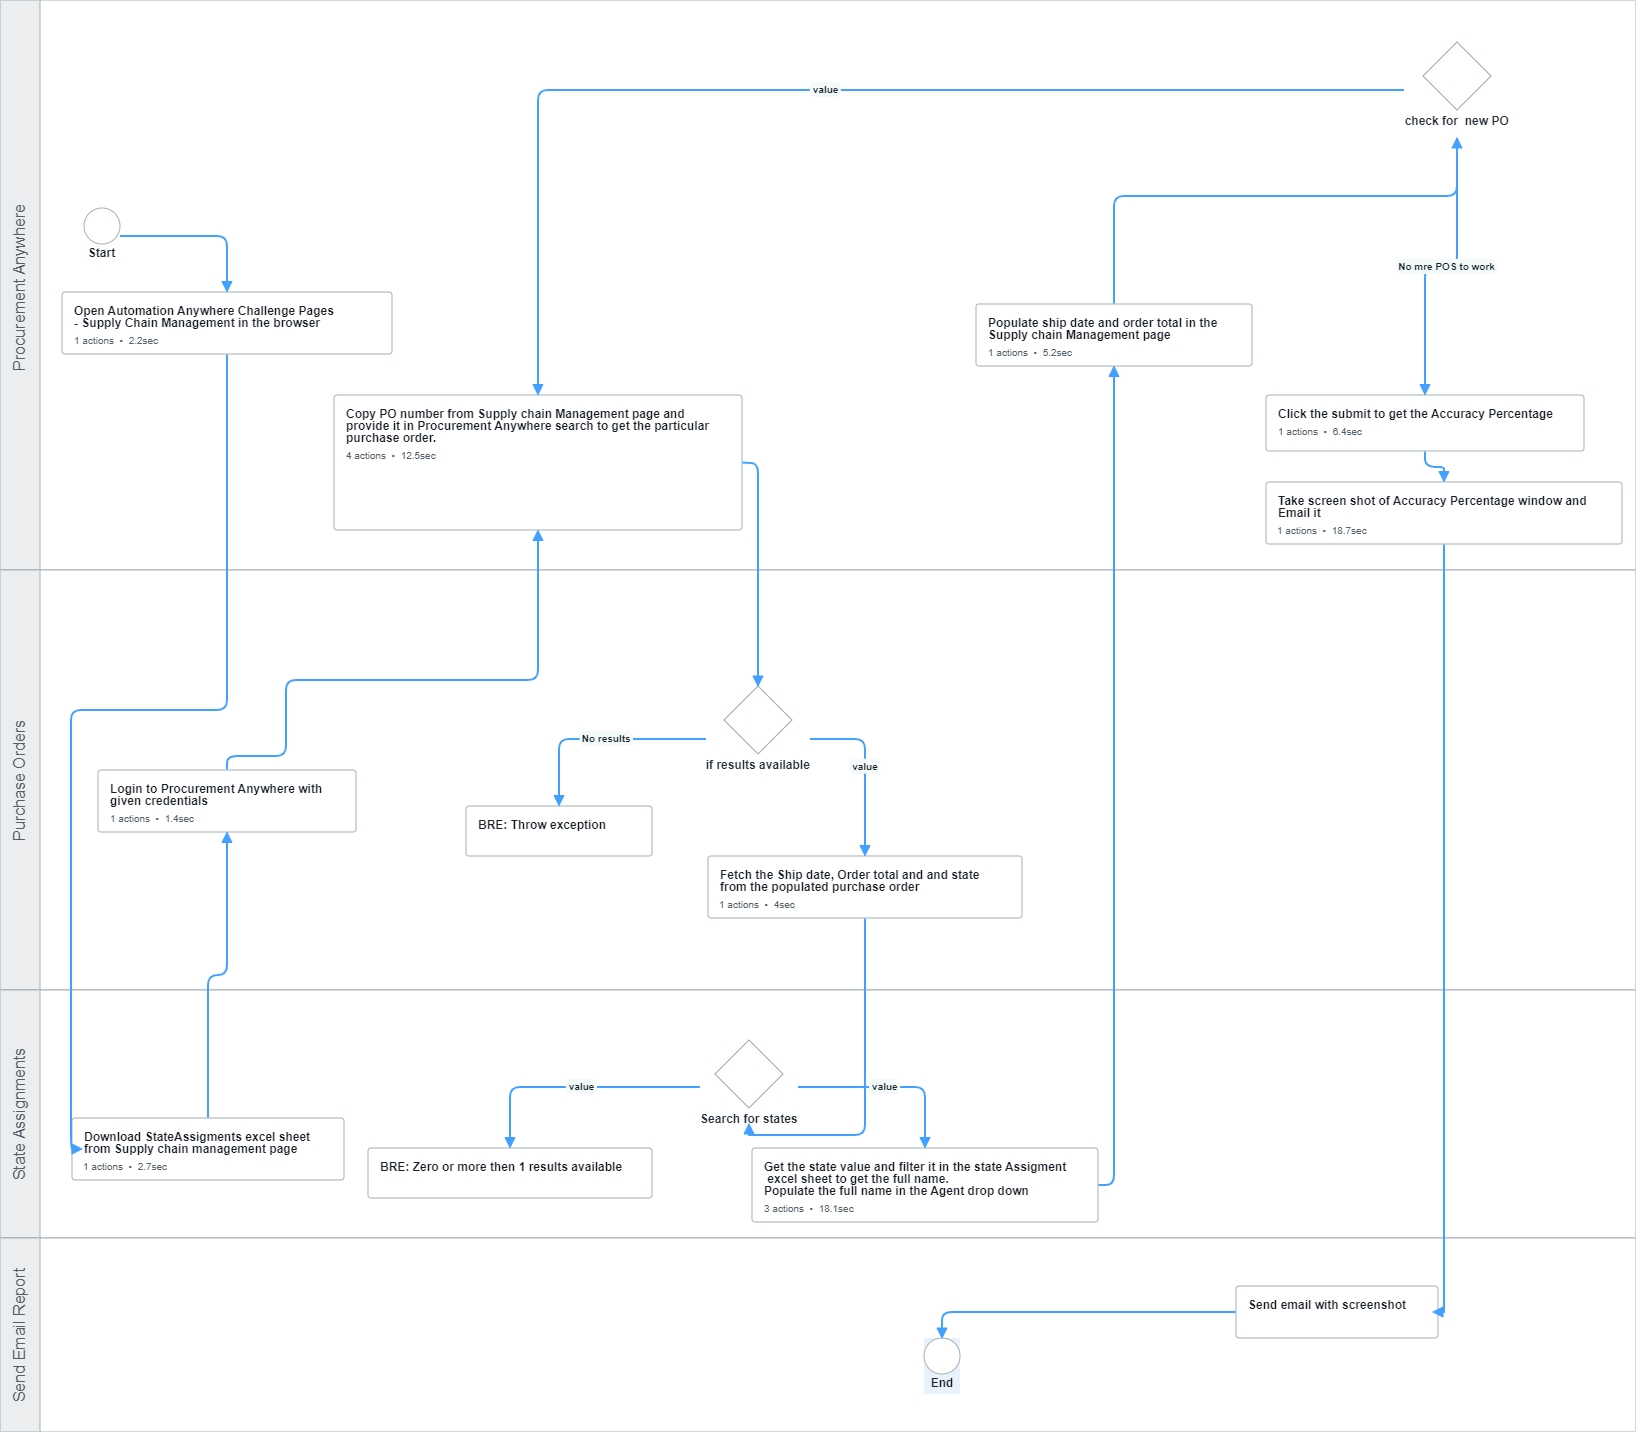 Procurement Anywhere
check for  new PO
value
Start
No mre POS to work
Open Automation Anywhere Challenge Pages
- Supply Chain Management in the browser
1 actions • 2.2sec
Populate ship date and order total in the
Supply chain Management page
1 actions • 5.2sec
Copy PO number from Supply chain Management page and
provide it in Procurement Anywhere search to get the particular
purchase order.
4 actions • 12.5sec
Click the submit to get the Accuracy Percentage
1 actions • 6.4sec
Take screen shot of Accuracy Percentage window and
Email it
1 actions • 18.7sec
Purchase Orders
No results
if results available
value
Login to Procurement Anywhere with
given credentials
1 actions • 1.4sec
BRE: Throw exception
Fetch the Ship date, Order total and and state
from the populated purchase order
1 actions • 4sec
State Assignments
value
value
Search for states
Download StateAssigments excel sheet
from Supply chain management page
1 actions • 2.7sec
BRE: Zero or more then 1 results available
Get the state value and filter it in the state Assigment
excel sheet to get the full name.
Populate the full name in the Agent drop down
3 actions • 18.1sec
Send Email Report
Send email with screenshot
End